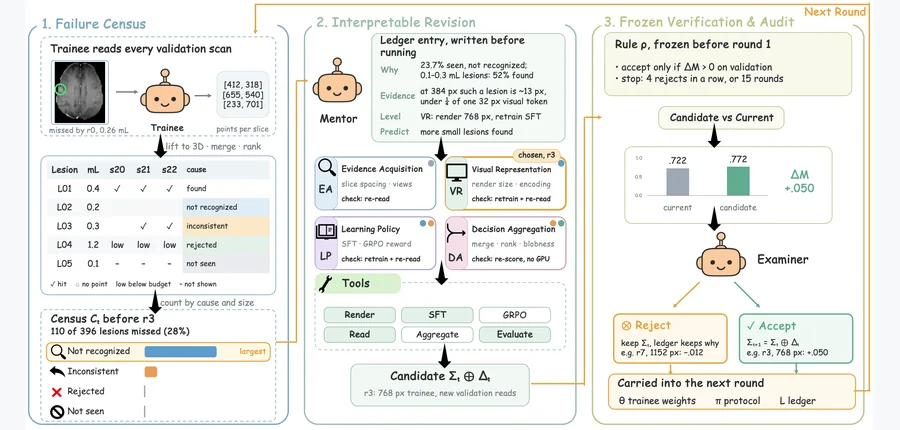 Next Round
1. Failure Census
Trainee reads every validation scan
[412, 318]
[655, 540]
[233, 701]
missed by r0, 0.26 mL
Trainee
points per slice
lift to 3D · merge · rank
Lesion mL s20 s21 s22 cause
L01 0.4 ✓ ✓ ✓ found
L02 0.2 not recognized
L03 0.3 ✓ ✓ inconsistent
L04 1.2 low low low rejected
L05 0.1 - - - not seen
✓ hit ▫ no point low below budget - not shown
count by cause and size
Census Cₜ before r3
110 of 396 lesions missed (28%)
Not recognized largest
Inconsistent
Rejected
Not seen
2. Interpretable Revision
Mentor
Ledger entry, written before
running
Why 23.7% seen, not recognized;
0.1-0.3 mL lesions: 52% found
Evidence at 384 px such a lesion is ~13 px,
under ¼ of one 32 px visual token
Level VR: render 768 px, retrain SFT
Predict more small lesions found
chosen, r3
EA
Evidence Acquisition
slice spacing · views
check: re-read
VR
Visual Representation
render size · encoding
check: retrain + re-read
LP
Learning Policy
SFT · GRPO reward
check: retrain + re-read
DA
Decision Aggregation
merge · rank · blobness
check: re-score, no GPU
Tools
Render SFT GRPO
Read Aggregate Evaluate
Candidate Σₜ ⊕ Δₜ
r3: 768 px trainee, new validation reads
3. Frozen Verification & Audit
Rule ρ, frozen before round 1
• accept only if ΔM > 0 on validation
• stop: 4 rejects in a row, or 15 rounds
Candidate vs Current
1.0
0.5
0.0
.722
.772
current
candidate
ΔM
+.050
Examiner
⊗ Reject
keep Σₜ, ledger keeps why
e.g. r7, 1152 px: −.012
✓ Accept
Σₜ₊₁ = Σₜ ⊕ Δₜ
e.g. r3, 768 px: +.050
Carried into the next round
θ trainee weights π protocol L ledger